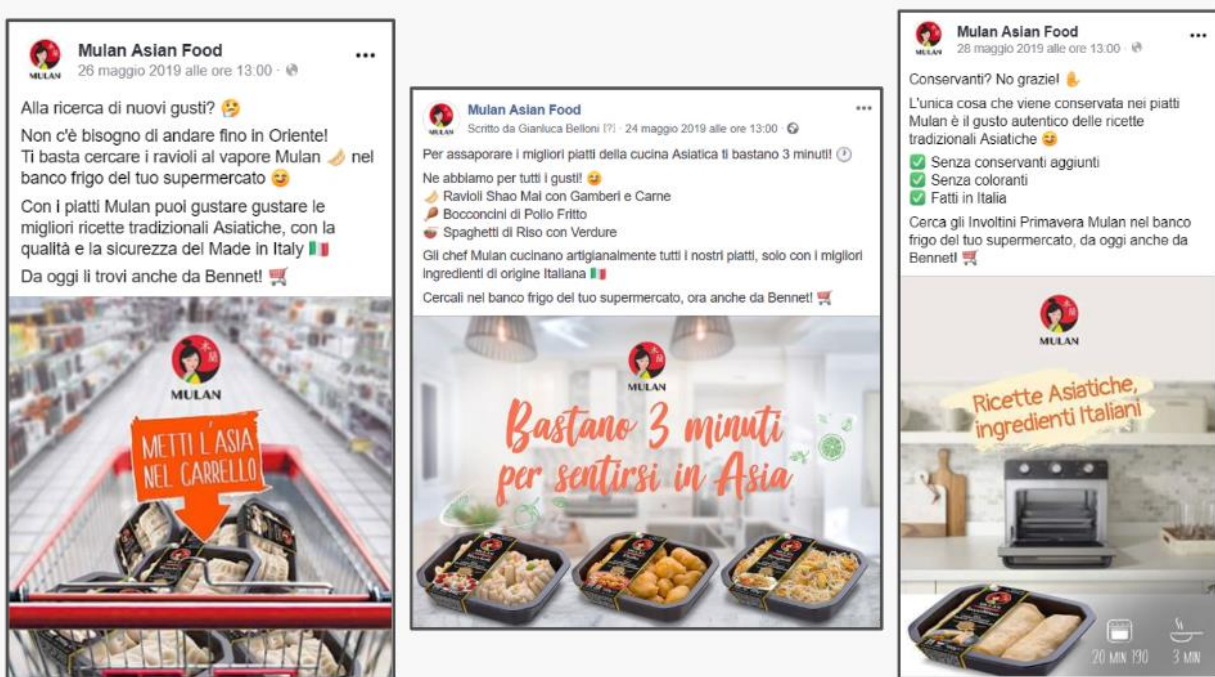 Mulan Asian Food
26 maggio 2019 alle ore 13:00
Alla ricerca di nuovi gusti? 🤔
Non c'è bisogno di andare fino in Oriente!
Ti basta cercare i ravioli al vapore Mulan 🥟 nel
banco frigo del tuo supermercato 😋
Con i piatti Mulan puoi gustare gustare le
migliori ricette tradizionali Asiatiche, con la
qualità e la sicurezza del Made in Italy 🇮🇹
Da oggi li trovi anche da Bennet! 🛒
MULAN
METTI L'ASIA
NEL CARRELLO
Mulan Asian Food
Scritto da Gianluca Belloni [?] · 24 maggio 2019 alle ore 13:00
Per assaporare i migliori piatti della cucina Asiatica ti bastano 3 minuti! 🕐
Ne abbiamo per tutti i gusti! 😋
🥟 Ravioli Shao Mai con Gamberi e Carne
🍗 Bocconcini di Pollo Fritto
🍜 Spaghetti di Riso con Verdure
Gli chef Mulan cucinano artigianalmente tutti i nostri piatti, solo con i migliori
ingredienti di origine Italiana 🇮🇹
Cercali nel banco frigo del tuo supermercato, ora anche da Bennet! 🛒
MULAN
Bastano 3 minuti
per sentirsi in Asia
Mulan Asian Food
28 maggio 2019 alle ore 13:00
Conservanti? No grazie! ✋
L'unica cosa che viene conservata nei piatti
Mulan è il gusto autentico delle ricette
tradizionali Asiatiche 😋
✅ Senza conservanti aggiunti
✅ Senza coloranti
✅ Fatti in Italia
Cerca gli Involtini Primavera Mulan nel banco
frigo del tuo supermercato, da oggi anche da
Bennet! 🛒
MULAN
Ricette Asiatiche,
ingredienti Italiani
20 MIN 190
3 MIN